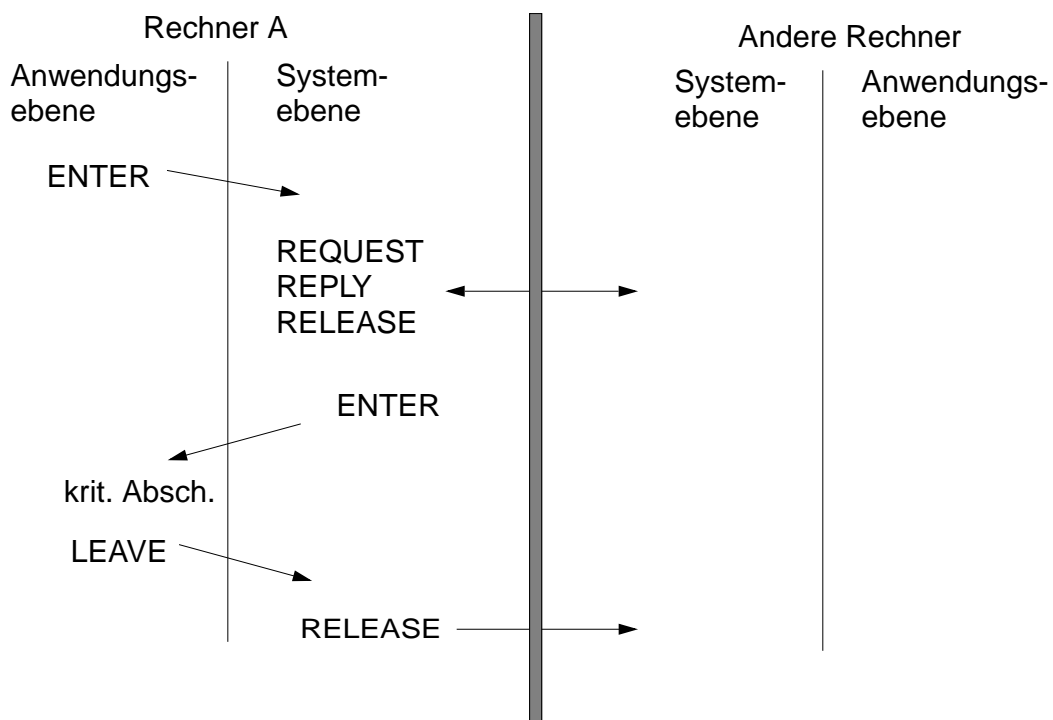 Rechner A
Andere Rechner
Anwendungs-
ebene
System-
ebene
System-
ebene
Anwendungs-
ebene
ENTER
REQUEST
REPLY
RELEASE
ENTER
krit. Absch.
LEAVE
RELEASE